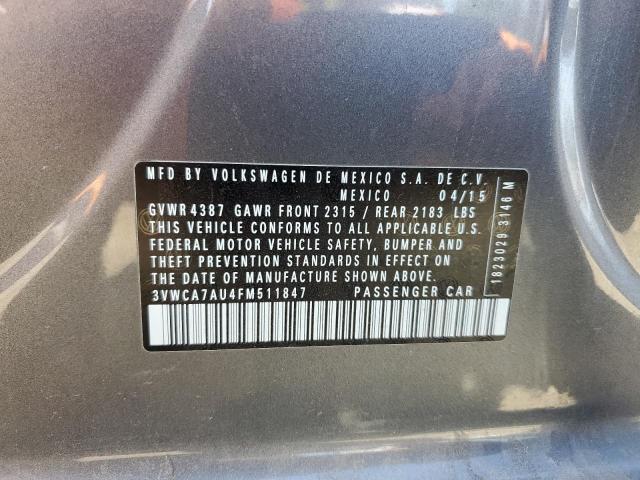 MFD BY VOLKSWAGEN DE MEXICO S.A. DE C.V.
MEXICO 04/15
GVWR 4387 GAWR FRONT 2315 / REAR 2183 LBS
THIS VEHICLE CONFORMS TO ALL APPLICABLE U.S.
FEDERAL MOTOR VEHICLE SAFETY, BUMPER AND
THEFT PREVENTION STANDARDS IN EFFECT ON
THE DATE OF MANUFACTURE SHOWN ABOVE.
3VWCA7AU4FM511847 PASSENGER CAR
1823029 3146 M